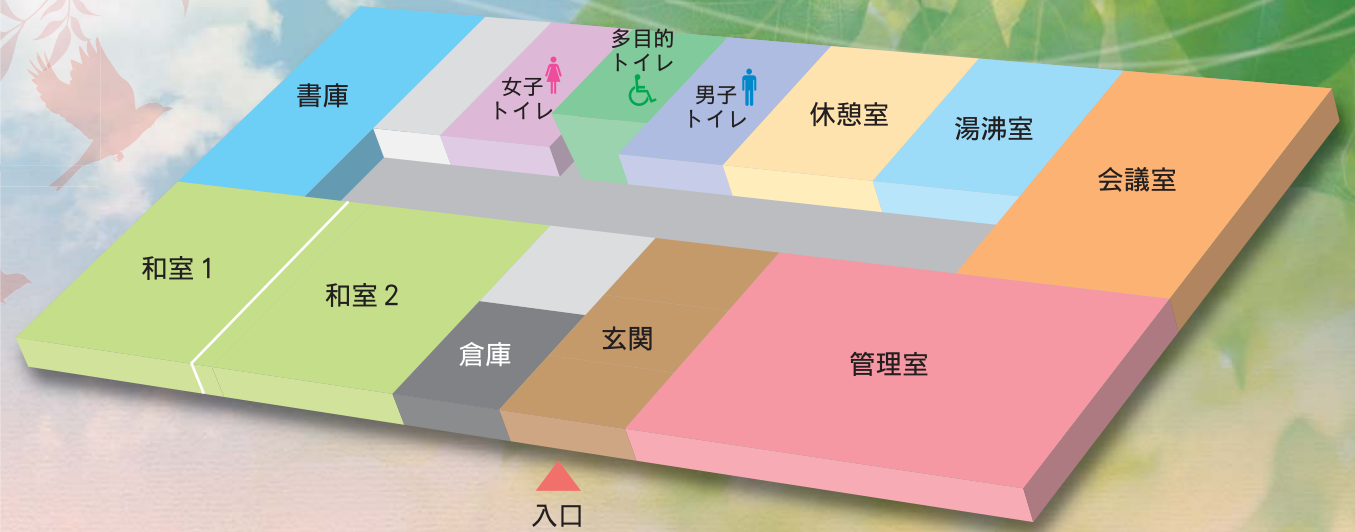 書庫
女子
トイレ
多目的
トイレ
男子
トイレ
休憩室
湯沸室
会議室
和室1
和室2
倉庫
玄関
管理室
入口